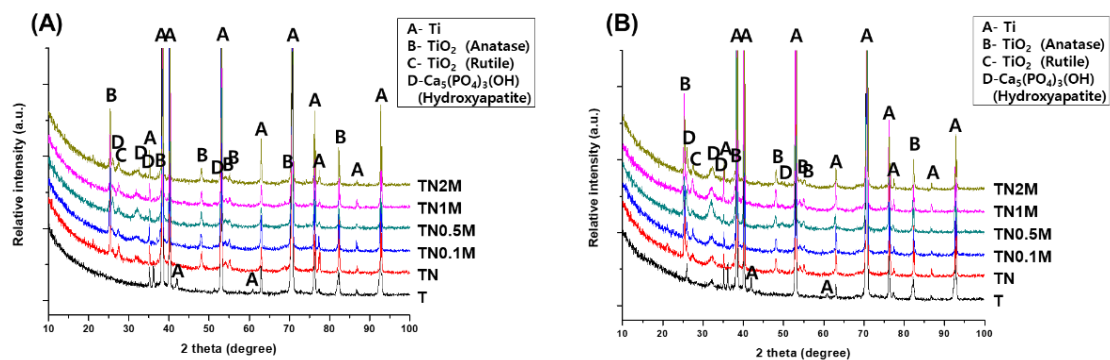 (A)
A- Ti
B- TiO2 (Anatase)
C- TiO2 (Rutile)
D-Ca5(PO4)3(OH)
(Hydroxyapatite)
A A A A
B A A A
D A B
C D D B B B D B B B A A
A A
TN2M
TN1M
TN0.5M
TN0.1M
TN
T
Relative intensity (a.u.)
10 20 30 40 50 60 70 80 90 100
2 theta (degree)
(B)
A- Ti
B- TiO2 (Anatase)
C- TiO2 (Rutile)
D-Ca5(PO4)3(OH)
(Hydroxyapatite)
A A A A
B A A
D C D D A B B D B B A A B A
A A
TN2M
TN1M
TN0.5M
TN0.1M
TN
T
Relative intensity (a.u.)
10 20 30 40 50 60 70 80 90 100
2 theta (degree)